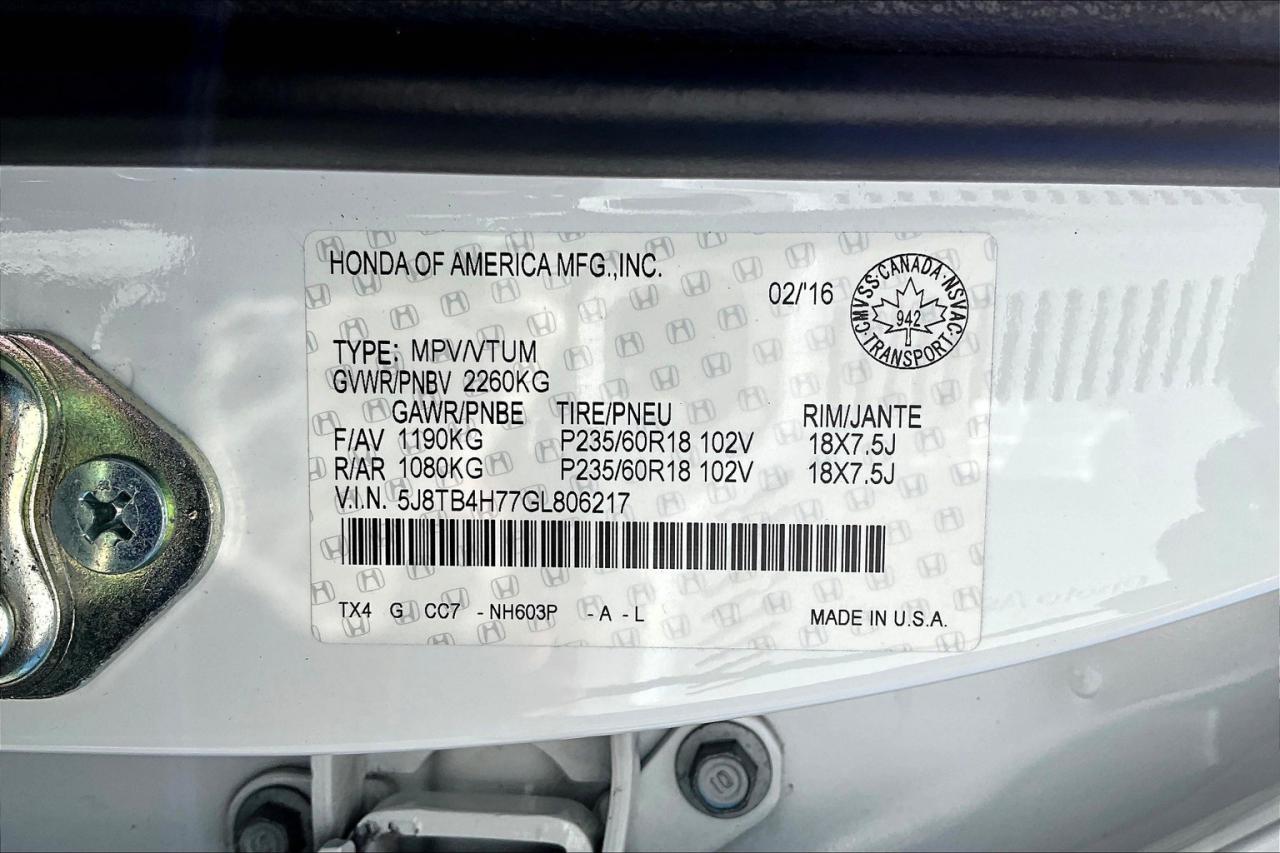 HONDA OF AMERICA MFG.,INC.
02/'16
CMVSS·CANADA·NSVAC·TRANSPORT·
942
TYPE: MPV/VTUM
GVWR/PNBV 2260KG
GAWR/PNBE TIRE/PNEU RIM/JANTE
F/AV 1190KG P235/60R18 102V 18X7.5J
R/AR 1080KG P235/60R18 102V 18X7.5J
V.I.N. 5J8TB4H77GL806217
TX4 G CC7 -NH603P -A-L MADE IN U.S.A.
10